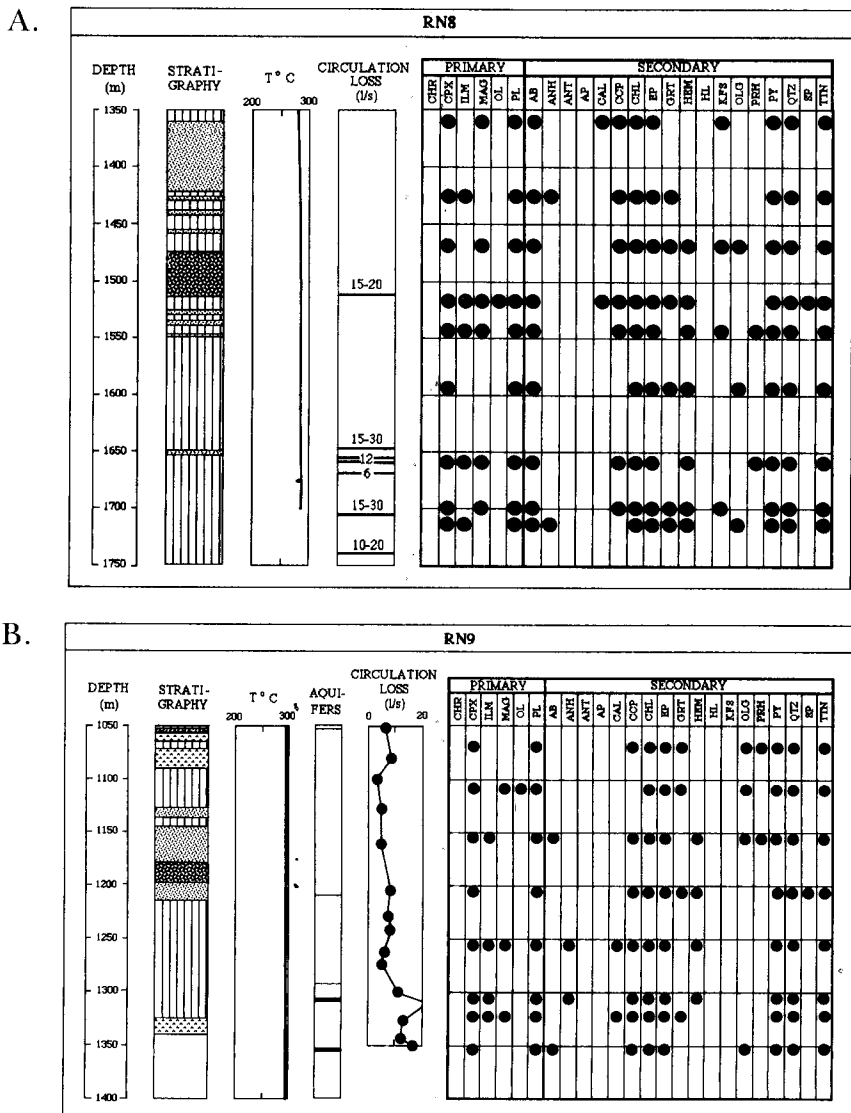 A.
RN8
DEPTH (m)
STRATI-GRAPHY
T° C
200 300
CIRCULATION LOSS (l/s)
PRIMARY
SECONDARY
CHR CPX ILM MAG OL PL AB ANH ANT AP CAL CCP CHL EP GRT HEM HL KFS OLG PRH PY QTZ SP TTN
1350
1400
1450
1500
1550
1600
1650
1700
1750
15-20
15-30
12
6
15-30
10-20
B.
RN9
DEPTH (m)
STRATI-GRAPHY
T° C
200 300
AQUI-FERS
CIRCULATION LOSS (l/s)
0 20
PRIMARY
SECONDARY
CHR CPX ILM MAG OL PL AB ANH ANT AP CAL CCP CHL EP GRT HEM HL KFS OLG PRH PY QTZ SP TTN
1050
1100
1150
1200
1250
1300
1350
1400